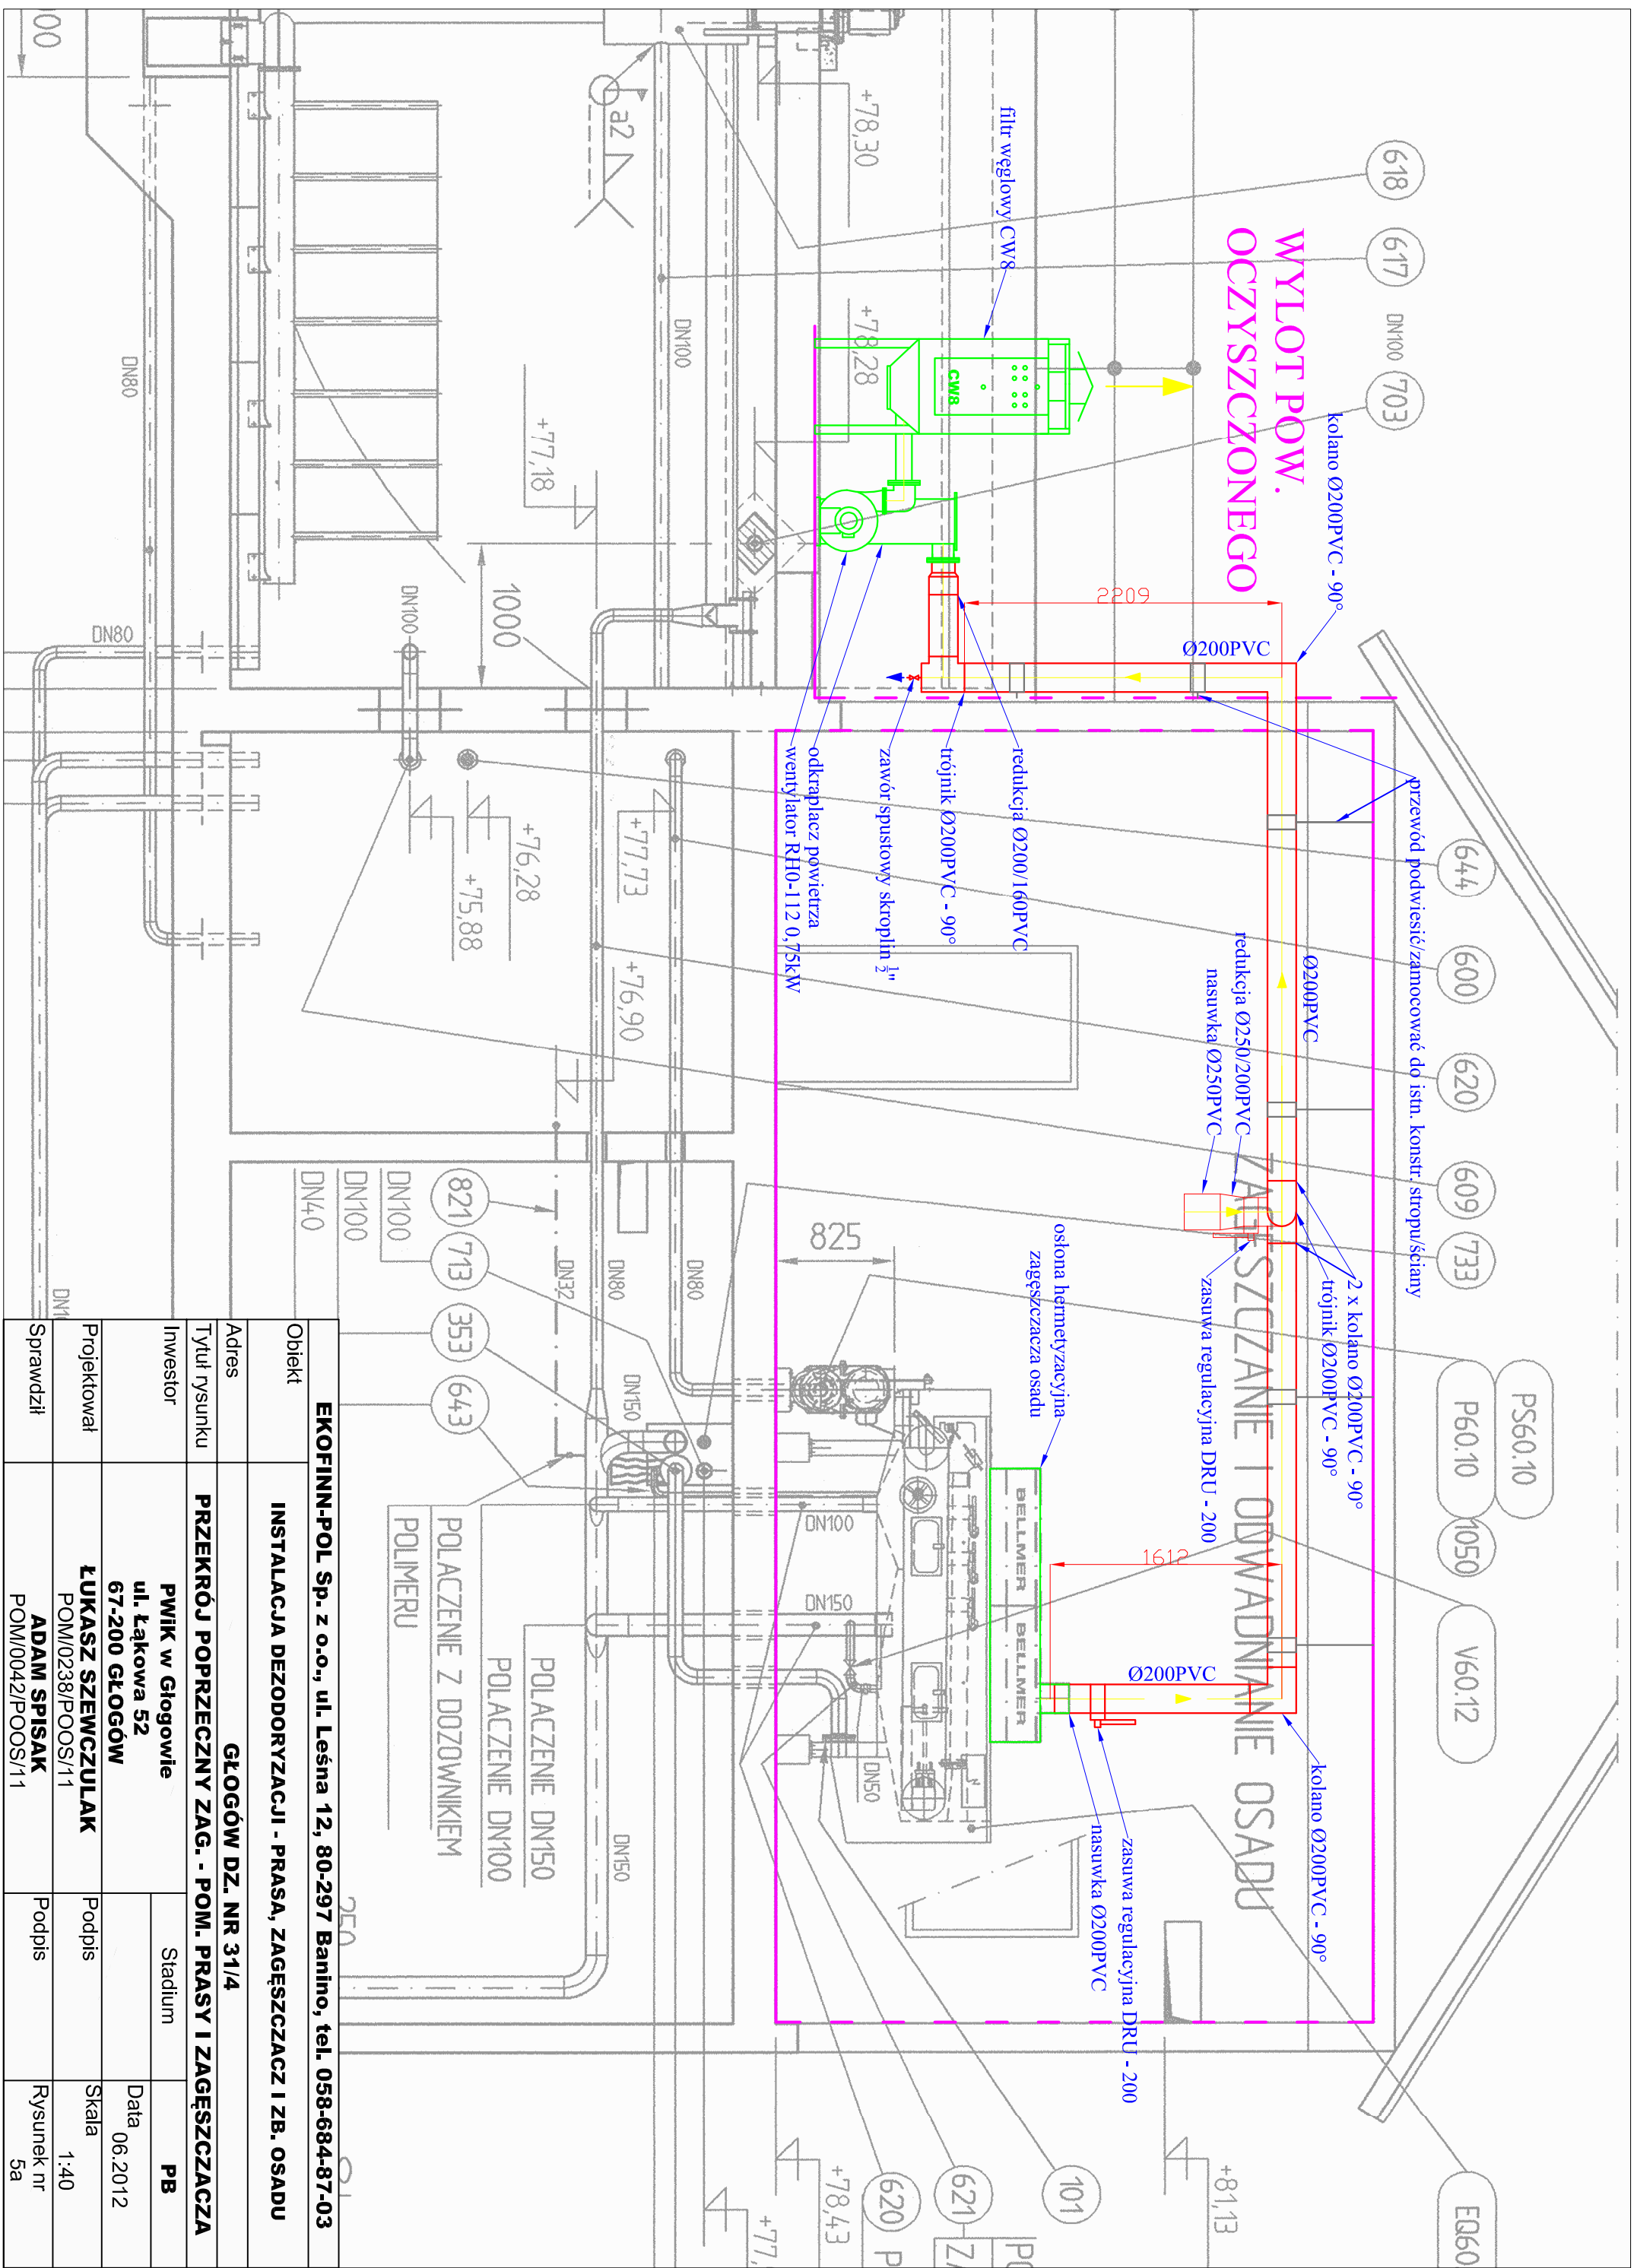 618
617
DN100
703
WYLOT POW.
OCZYSZCZONEGO
kolano Ø200PVC - 90°
filtr węglowy CW8
CW8
+78,30
+78,28
a2
DN100
+77,18
1000
DN100
DN80
DN80
2209
Ø200PVC
przewód podwiesić/zamocować do istn. konstr. stropu/ściany
redukcja Ø200/160PVC
trójnik Ø200PVC - 90°
zawór spustowy skroplin ½"
odkraplacz powietrza
wentylator RH0-112 0,75kW
644
600
620
609
733
PS60.10
P60.10
1050
V60.12
EQ60
Ø200PVC
redukcja Ø250/200PVC
nasuwka Ø250PVC
2 x kolano Ø200PVC - 90°
trójnik Ø200PVC - 90°
zasuwa regulacyjna DRU - 200
ZAGĘSZCZANIE I ODWADNIANIE OSADU
osłona hermetyzacyjna
zagęszczacza osadu
BELLMER BELLMER
1612
Ø200PVC
kolano Ø200PVC - 90°
zasuwa regulacyjna DRU - 200
nasuwka Ø200PVC
825
+77,73
+76,28
+75,88
+76,90
821
713
353
643
DN100
DN100
DN40
DN80
DN80
DN32
DN150
DN100
DN150
DN50
DN150
POLACZENIE DN150
POLACZENIE DN100
POLACZENIE Z DOZOWNIKIEM
POLIMERU
250
101
621
620
+81,13
+78,43
+77,
EKOFINN-POL Sp. z o.o., ul. Leśna 12, 80-297 Banino, tel. 058-684-87-03
Obiekt
INSTALACJA DEZODORYZACJI - PRASA, ZAGĘSZCZACZ I ZB. OSADU
Adres
GŁOGÓW DZ. NR 31/4
Tytuł rysunku
PRZEKRÓJ POPRZECZNY ZAG. - POM. PRASY I ZAGĘSZCZACZA
Inwestor
PWiK w Głogowie
ul. Łąkowa 52
67-200 GŁOGÓW
Stadium
PB
Data
06.2012
Projektował
ŁUKASZ SZEWCZULAK
POM/0238/POOS/11
Podpis
Skala
1:40
Sprawdził
ADAM SPISAK
POM/0042/POOS/11
Podpis
Rysunek nr
5a